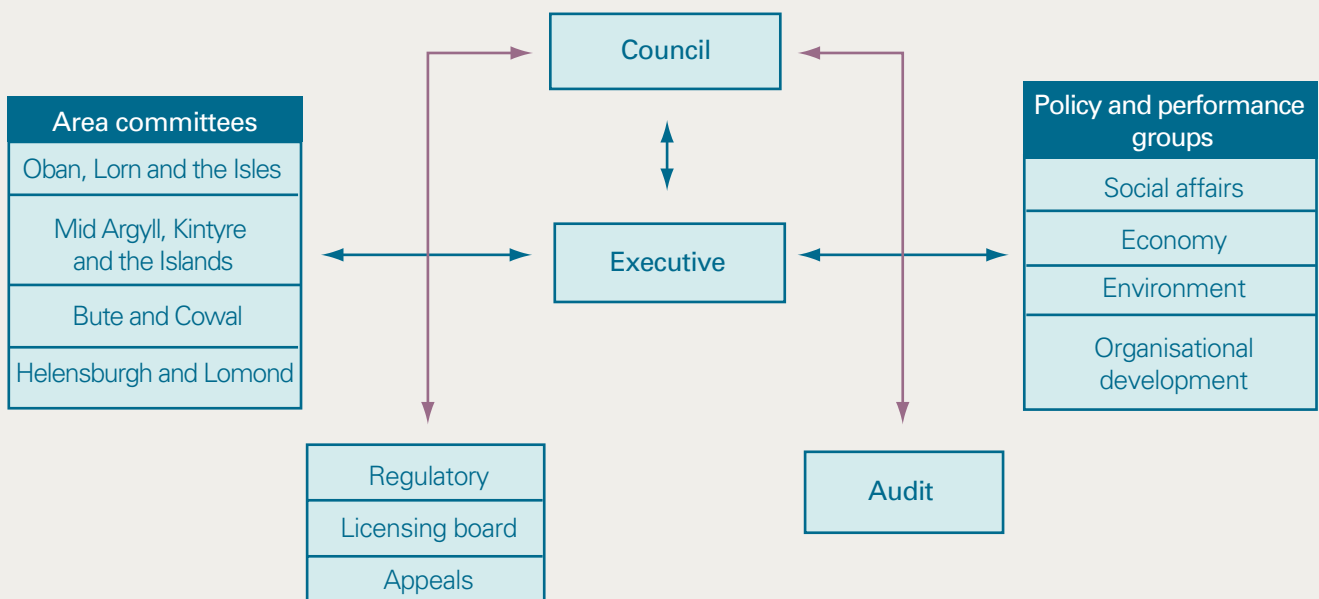 Council
Area committees
Oban, Lorn and the Isles
Mid Argyll, Kintyre
and the Islands
Bute and Cowal
Helensburgh and Lomond
Executive
Policy and performance
groups
Social affairs
Economy
Environment
Organisational
development
Regulatory
Licensing board
Appeals
Audit